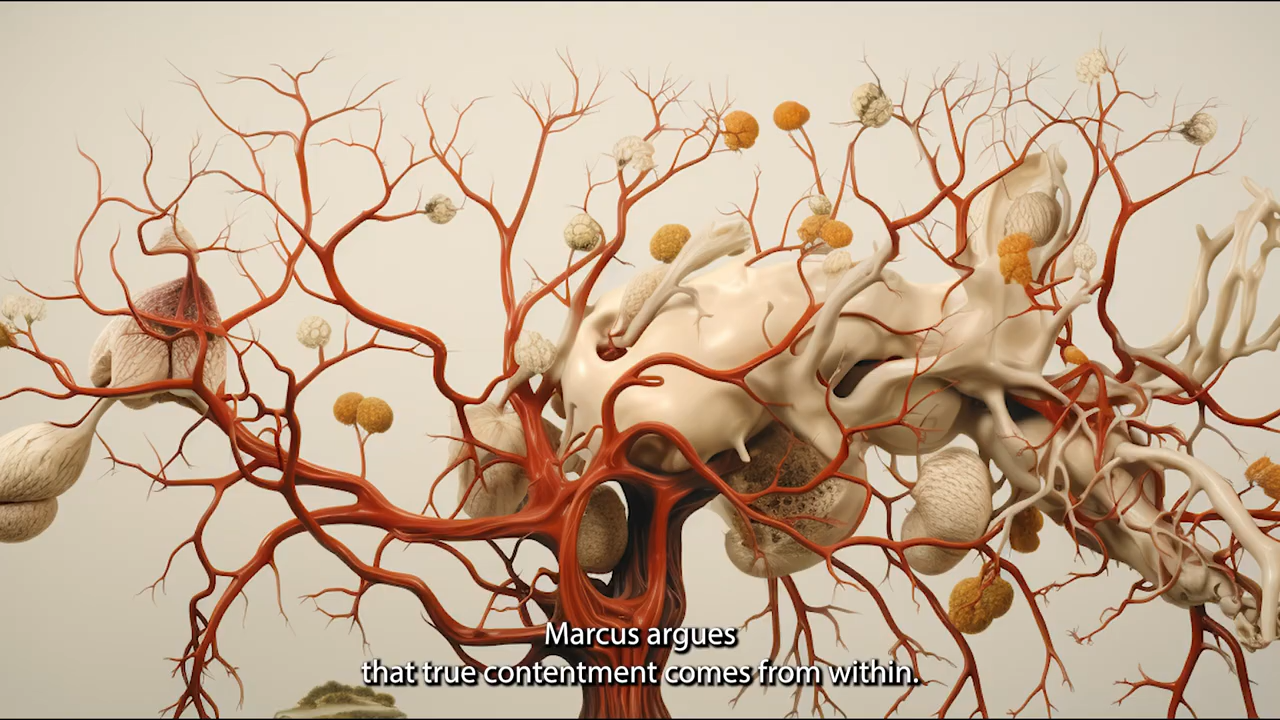 Marcus argues
that true contentment comes from within.